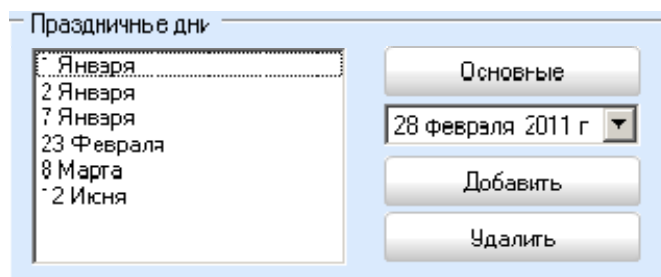 Праздничные дни
1 Января
2 Января
7 Января
23 Февраля
8 Марта
12 Июня
Основные
28 февраля 2011 г
Добавить
Удалить